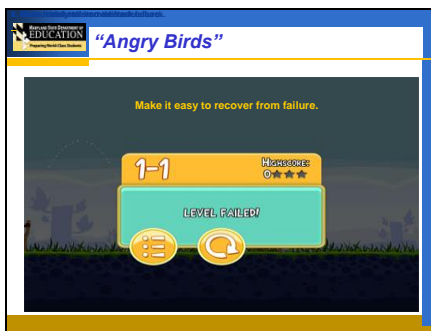 MARYLAND STATE DEPARTMENT OF
EDUCATION
Preparing World Class Students
“Angry Birds”
Make it easy to recover from failure.
1-1
HIGHSCORE:
0
LEVEL FAILED!